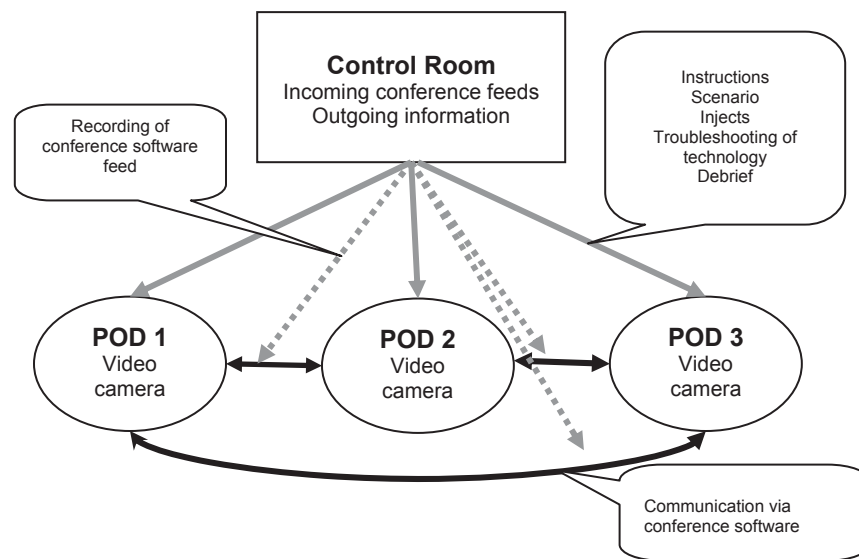 Control Room
Incoming conference feeds
Outgoing information
Recording of
conference software
feed
Instructions
Scenario
Injects
Troubleshooting of
technology
Debrief
POD 1
Video
camera
POD 2
Video
camera
POD 3
Video
camera
Communication via
conference software